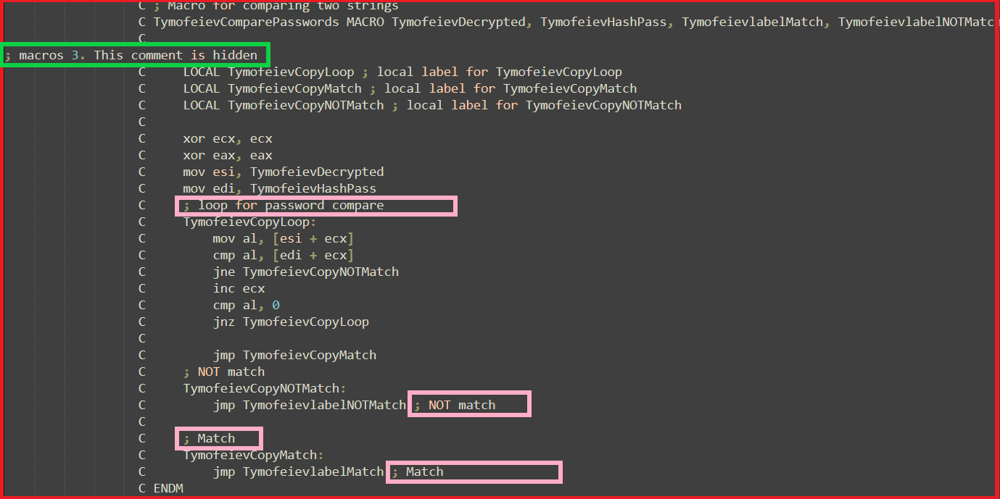 C ; Macro for comparing two strings
C TymofeievComparePasswords MACRO TymofeievDecrypted, TymofeievHashPass, TymofeievlabelMatch, TymofeievlabelNOTMatc
C
; macros 3. This comment is hidden
C     LOCAL TymofeievCopyLoop ; local label for TymofeievCopyLoop
C     LOCAL TymofeievCopyMatch ; local label for TymofeievCopyMatch
C     LOCAL TymofeievCopyNOTMatch ; local label for TymofeievCopyNOTMatch
C
C     xor ecx, ecx
C     xor eax, eax
C     mov esi, TymofeievDecrypted
C     mov edi, TymofeievHashPass
C     ; loop for password compare
C     TymofeievCopyLoop:
C         mov al, [esi + ecx]
C         cmp al, [edi + ecx]
C         jne TymofeievCopyNOTMatch
C         inc ecx
C         cmp al, 0
C         jnz TymofeievCopyLoop
C
C         jmp TymofeievCopyMatch
C     ; NOT match
C     TymofeievCopyNOTMatch:
C         jmp TymofeievlabelNOTMatch ; NOT match
C
C     ; Match
C     TymofeievCopyMatch:
C         jmp TymofeievlabelMatch ; Match
C ENDM